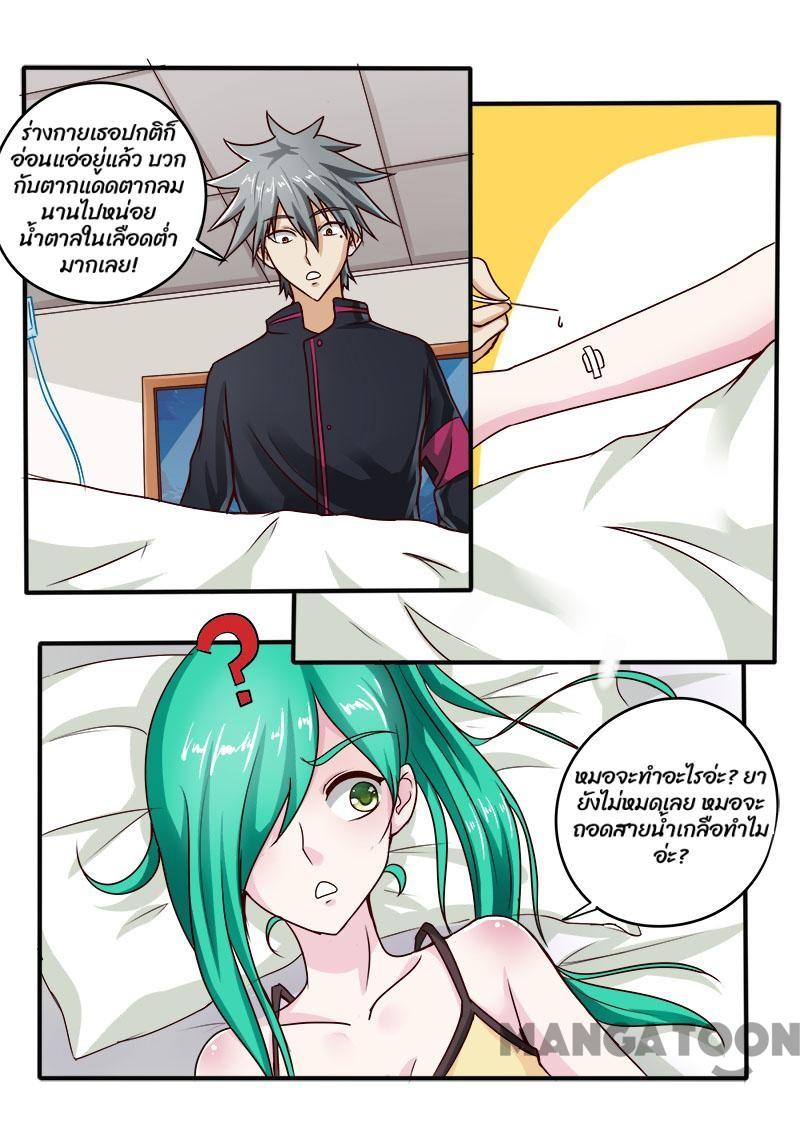 ร่างกายเธอปกติก็
อ่อนแอ่อยู่แล้ว บวก
กับตากแดดตากลม
นานไปหน่อย
น้ำตาลในเลือดต่ำ
มากเลย!
?
หมอจะทำอะไรอ่ะ? ยา
ยังไม่หมดเลย หมอจะ
ถอดสายน้ำเกลือทำไม
อ่ะ?
MANGATOON